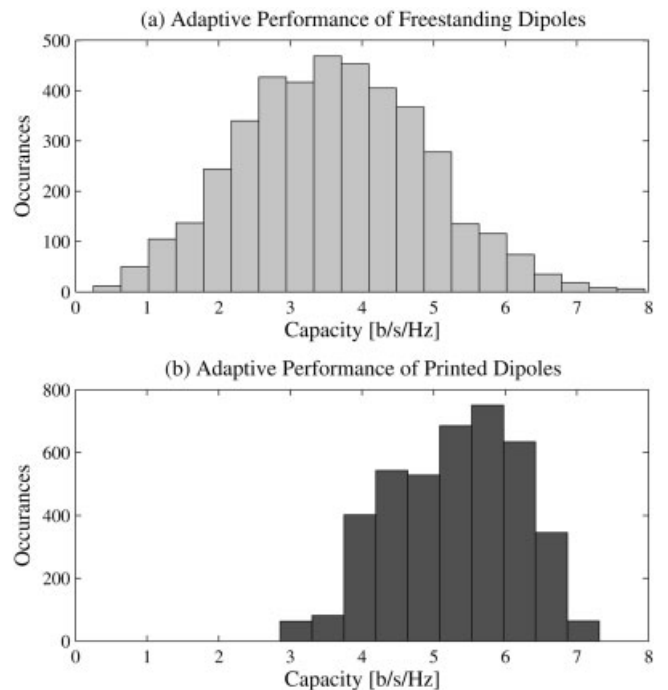 (a) Adaptive Performance of Freestanding Dipoles
500
400
300
200
100
0
Occurances
0 1 2 3 4 5 6 7 8
Capacity [b/s/Hz]
(b) Adaptive Performance of Printed Dipoles
800
600
400
200
0
Occurances
0 1 2 3 4 5 6 7 8
Capacity [b/s/Hz]